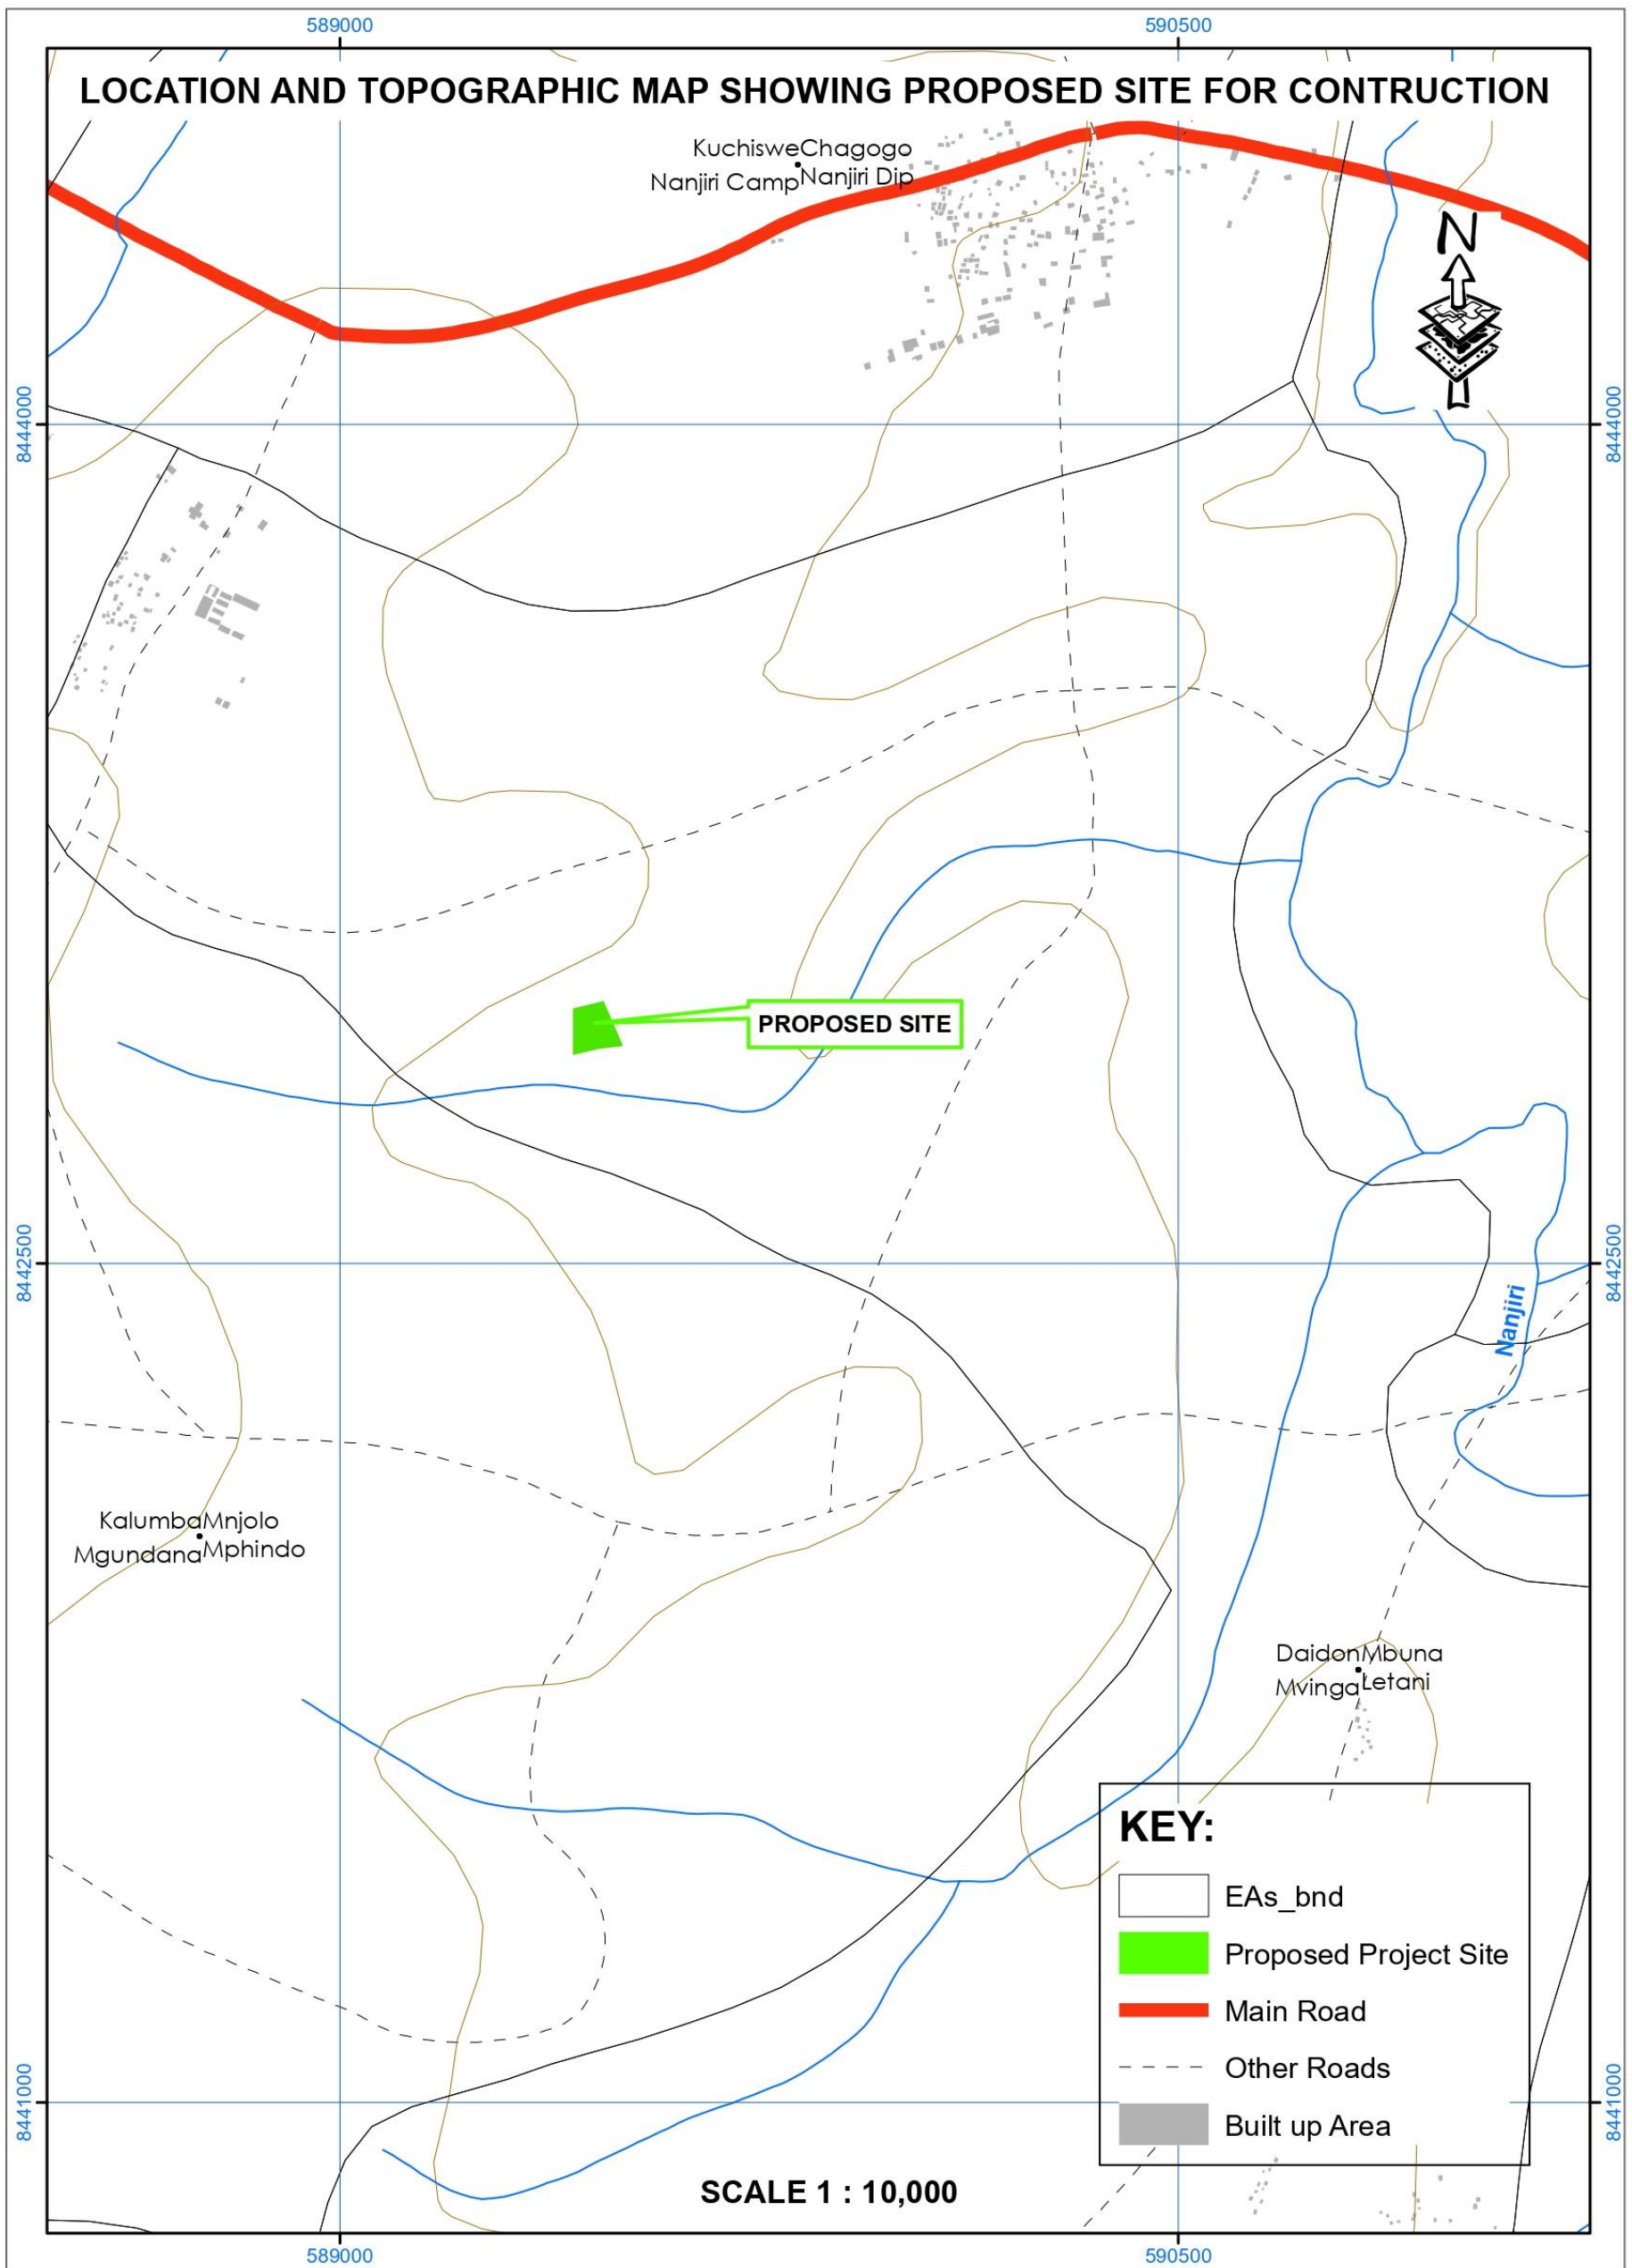 589000 590500
LOCATION AND TOPOGRAPHIC MAP SHOWING PROPOSED SITE FOR CONTRUCTION
KuchisweChagogo
Nanjiri Camp Nanjiri Dip
N
8444000 8444000
PROPOSED SITE
8442500 8442500
Nanjiri
KalumbaMnjolo
MgundanaMphindo
DaidonMbuna
MvingaLetani
KEY:
EAs_bnd
Proposed Project Site
Main Road
Other Roads
Built up Area
8441000 8441000
SCALE 1 : 10,000
589000 590500